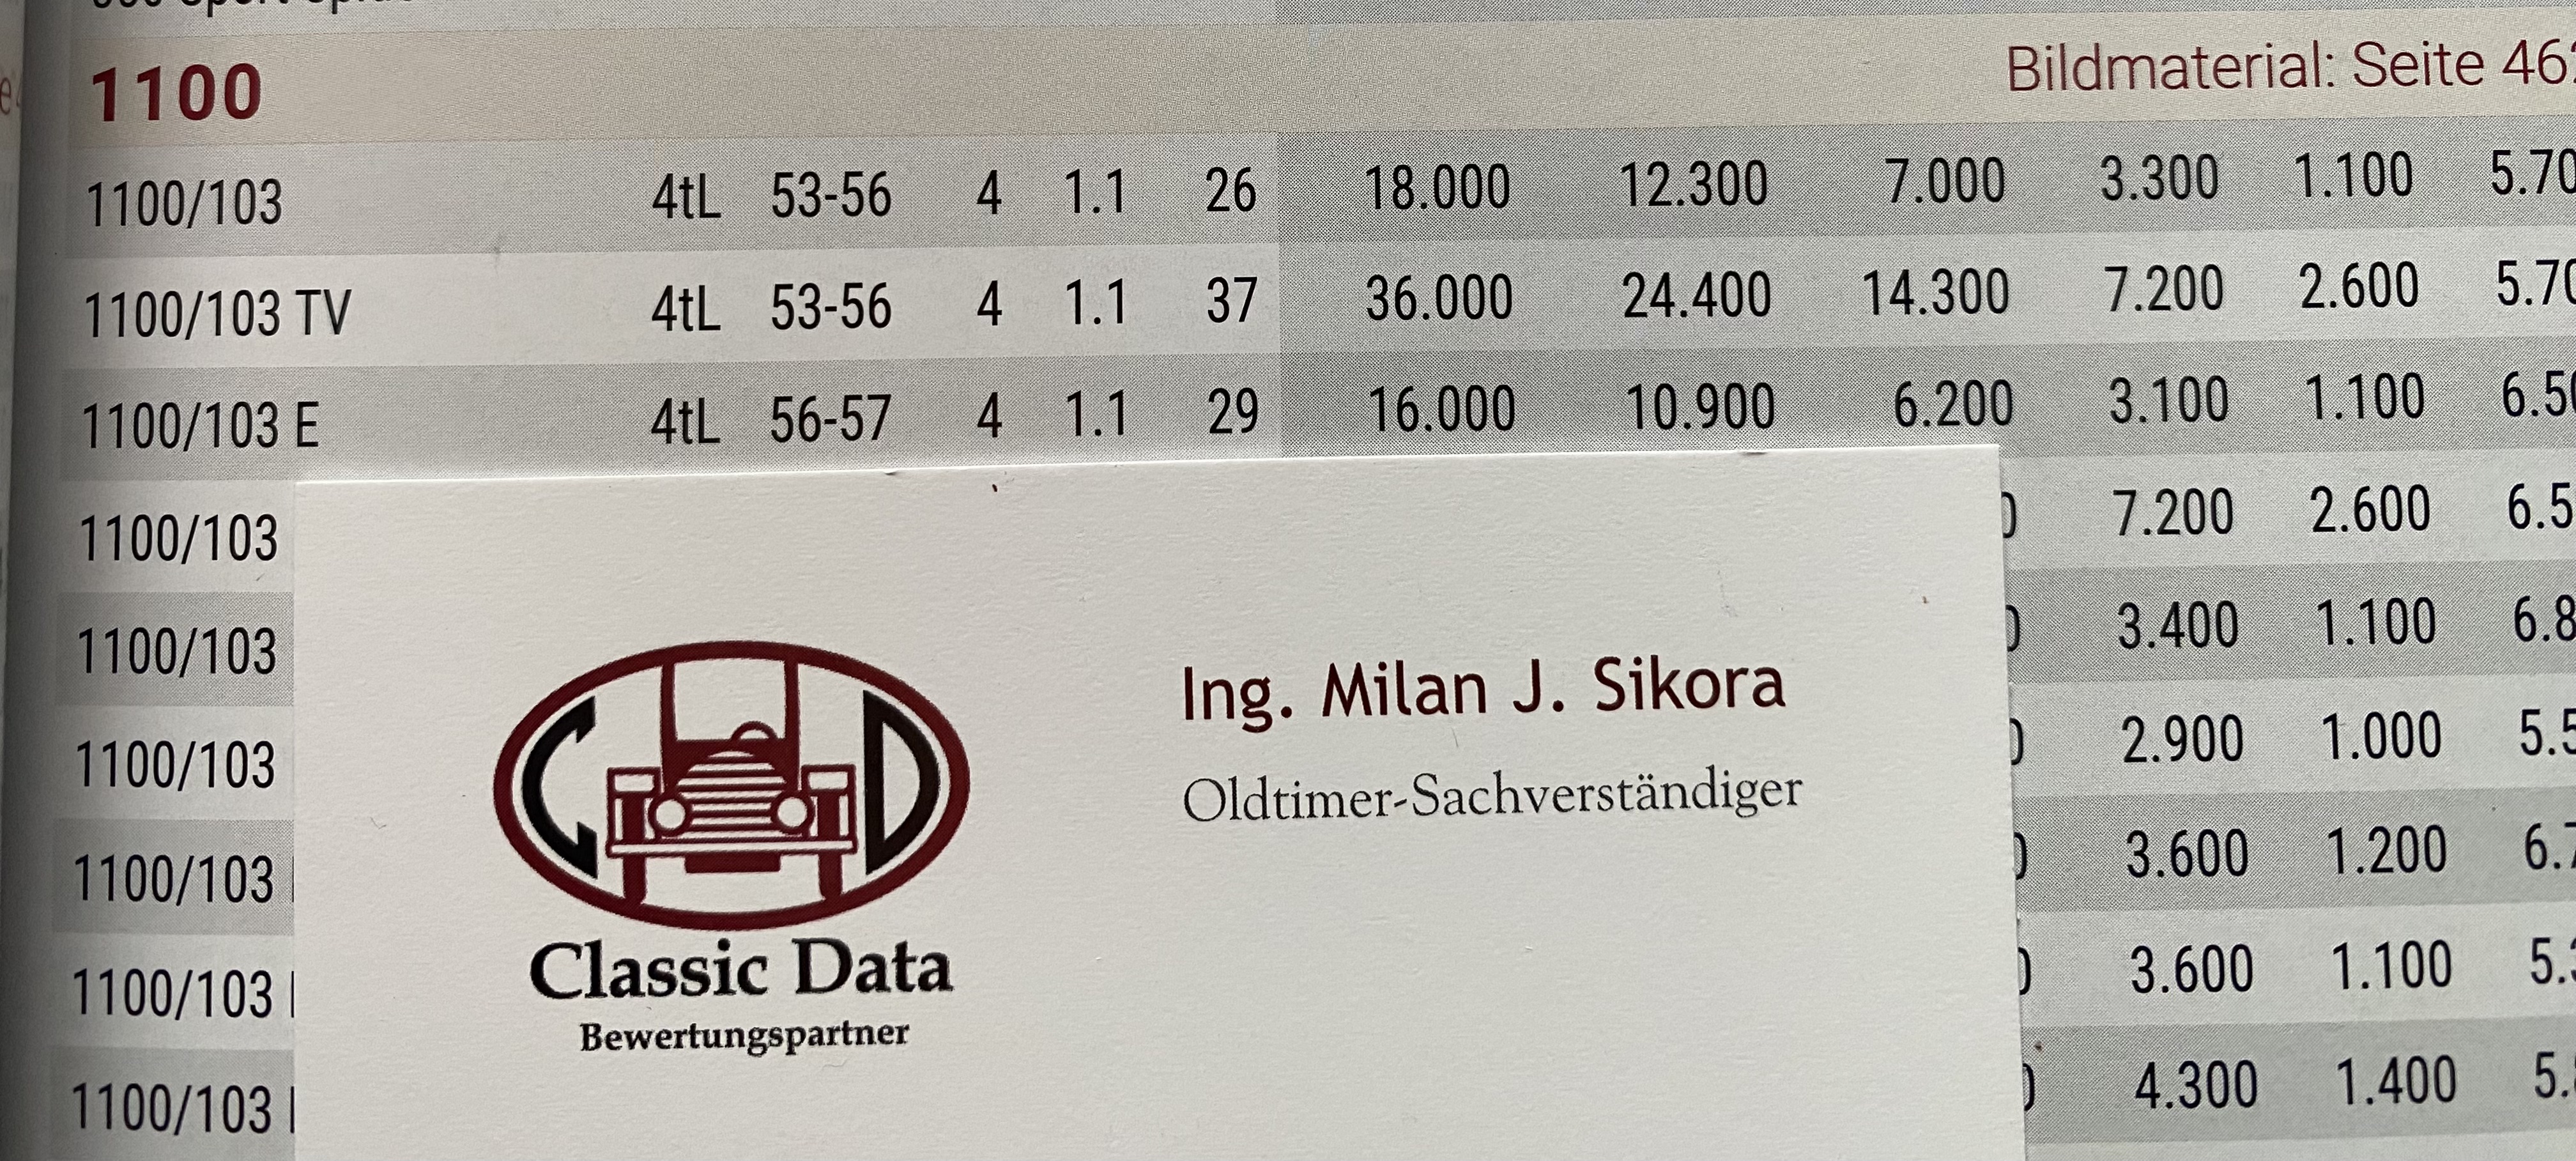 1100 Bildmaterial: Seite
1100/103 4tL 53-56 4 1.1 26 18.000 12.300 7.000 3.300 1.100
1100/103 TV 4tL 53-56 4 1.1 37 36.000 24.400 14.300 7.200 2.600
1100/103 E 4tL 56-57 4 1.1 29 16.000 10.900 6.200 3.100 1.100
1100/103 7.200 2.600
1100/103 3.400 1.100
1100/103 2.900 1.000
1100/103 3.600 1.200
1100/103 3.600 1.100
1100/103 4.300 1.400
C D
Classic Data
Bewertungspartner
Ing. Milan J. Sikora
Oldtimer-Sachverständiger